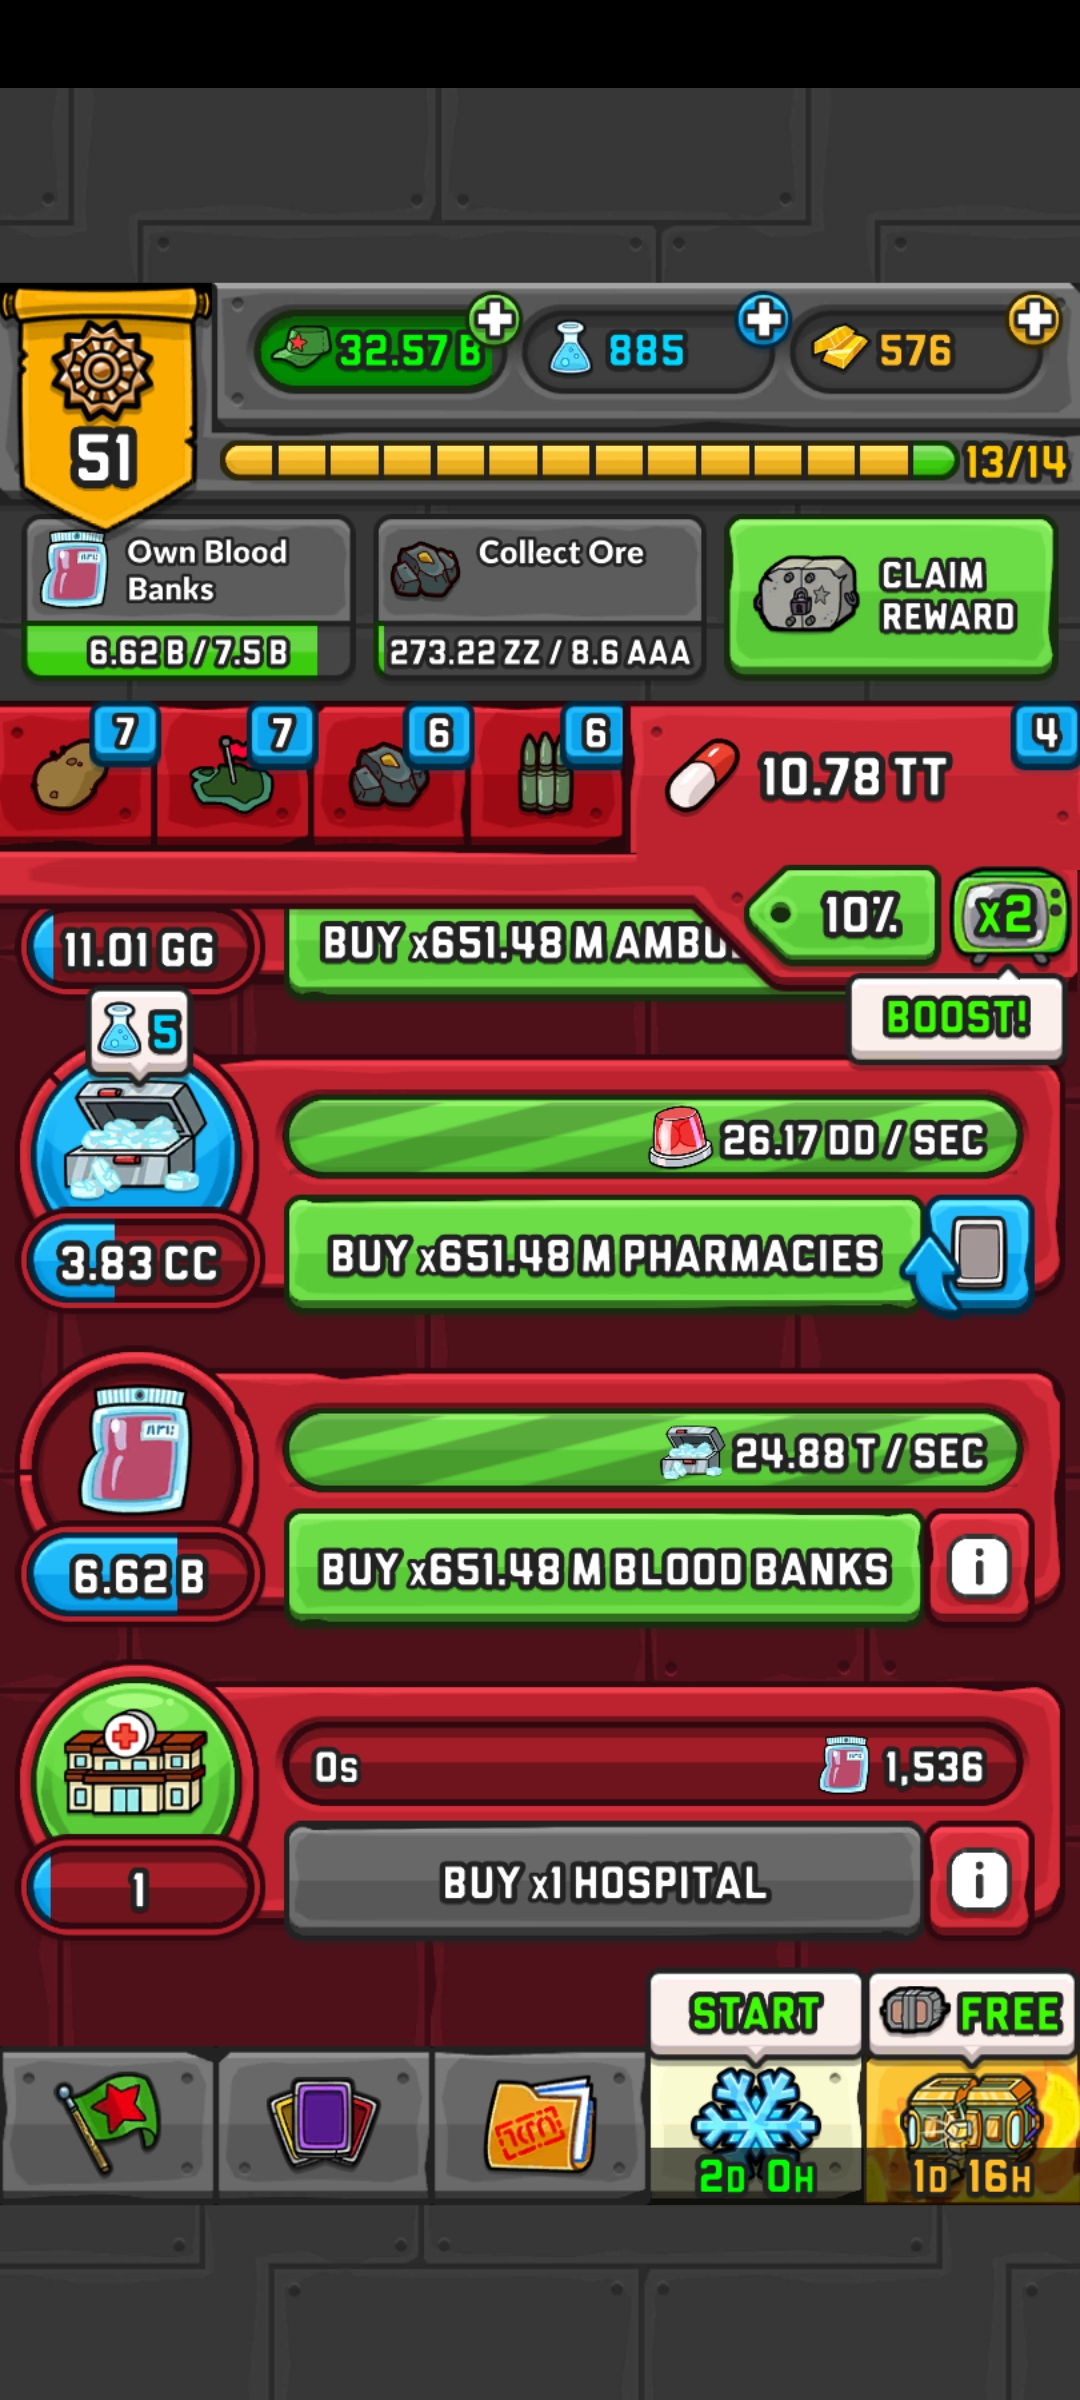 51
32.57 B
885
576
13/14
Own Blood
Banks
6.62 B / 7.5 B
Collect Ore
273.22 ZZ / 8.6 AAA
CLAIM
REWARD
7
7
6
6
10.78 TT
4
10%
x2
BOOST!
11.01 GG
BUY x651.48 M AMBU
5
26.17 DD / SEC
3.83 CC
BUY x651.48 M PHARMACIES
24.88 T / SEC
6.62 B
BUY x651.48 M BLOOD BANKS
i
0s
1,536
1
BUY x1 HOSPITAL
i
START
FREE
2D 0H
1D 16H